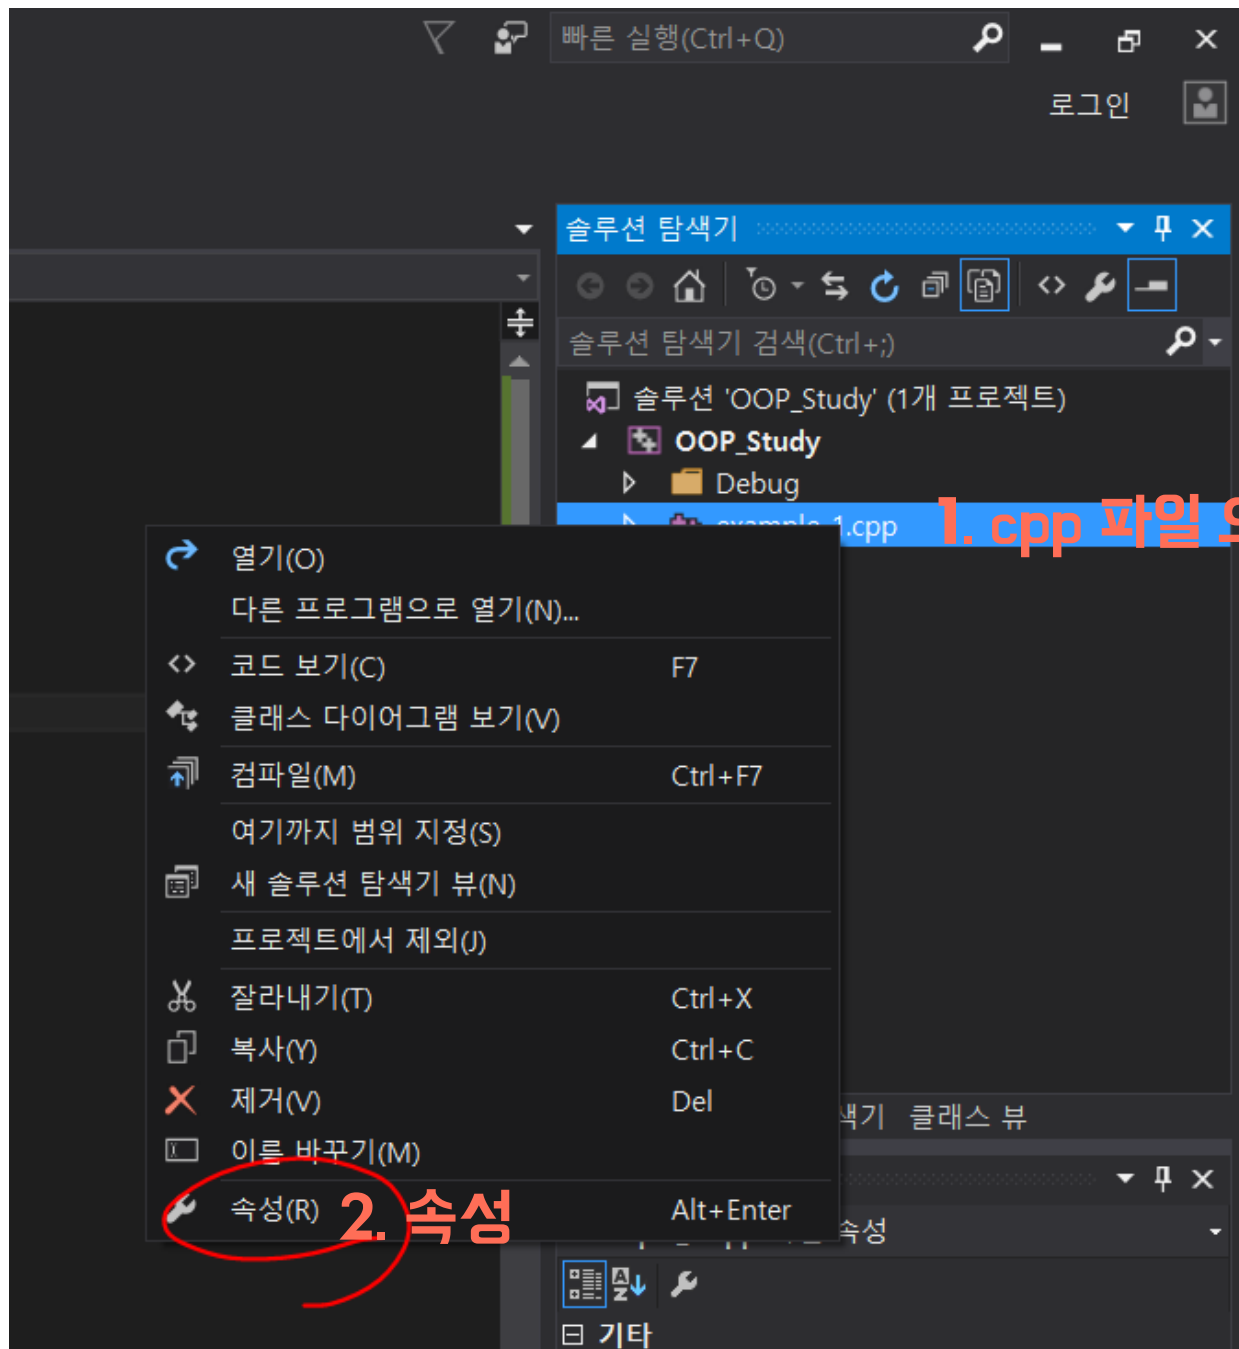 빠른 실행(Ctrl+Q)
로그인
솔루션 탐색기
솔루션 탐색기 검색(Ctrl+;)
솔루션 'OOP_Study' (1개 프로젝트)
OOP_Study
Debug
example_1.cpp
1. cpp 파일
열기(O)
다른 프로그램으로 열기(N)...
코드 보기(C) F7
클래스 다이어그램 보기(V)
컴파일(M) Ctrl+F7
여기까지 범위 지정(S)
새 솔루션 탐색기 뷰(N)
프로젝트에서 제외(J)
잘라내기(T) Ctrl+X
복사(Y) Ctrl+C
제거(V) Del
색기 클래스 뷰
이름 바꾸기(M)
속성(R) Alt+Enter
2. 속성
속성
기타